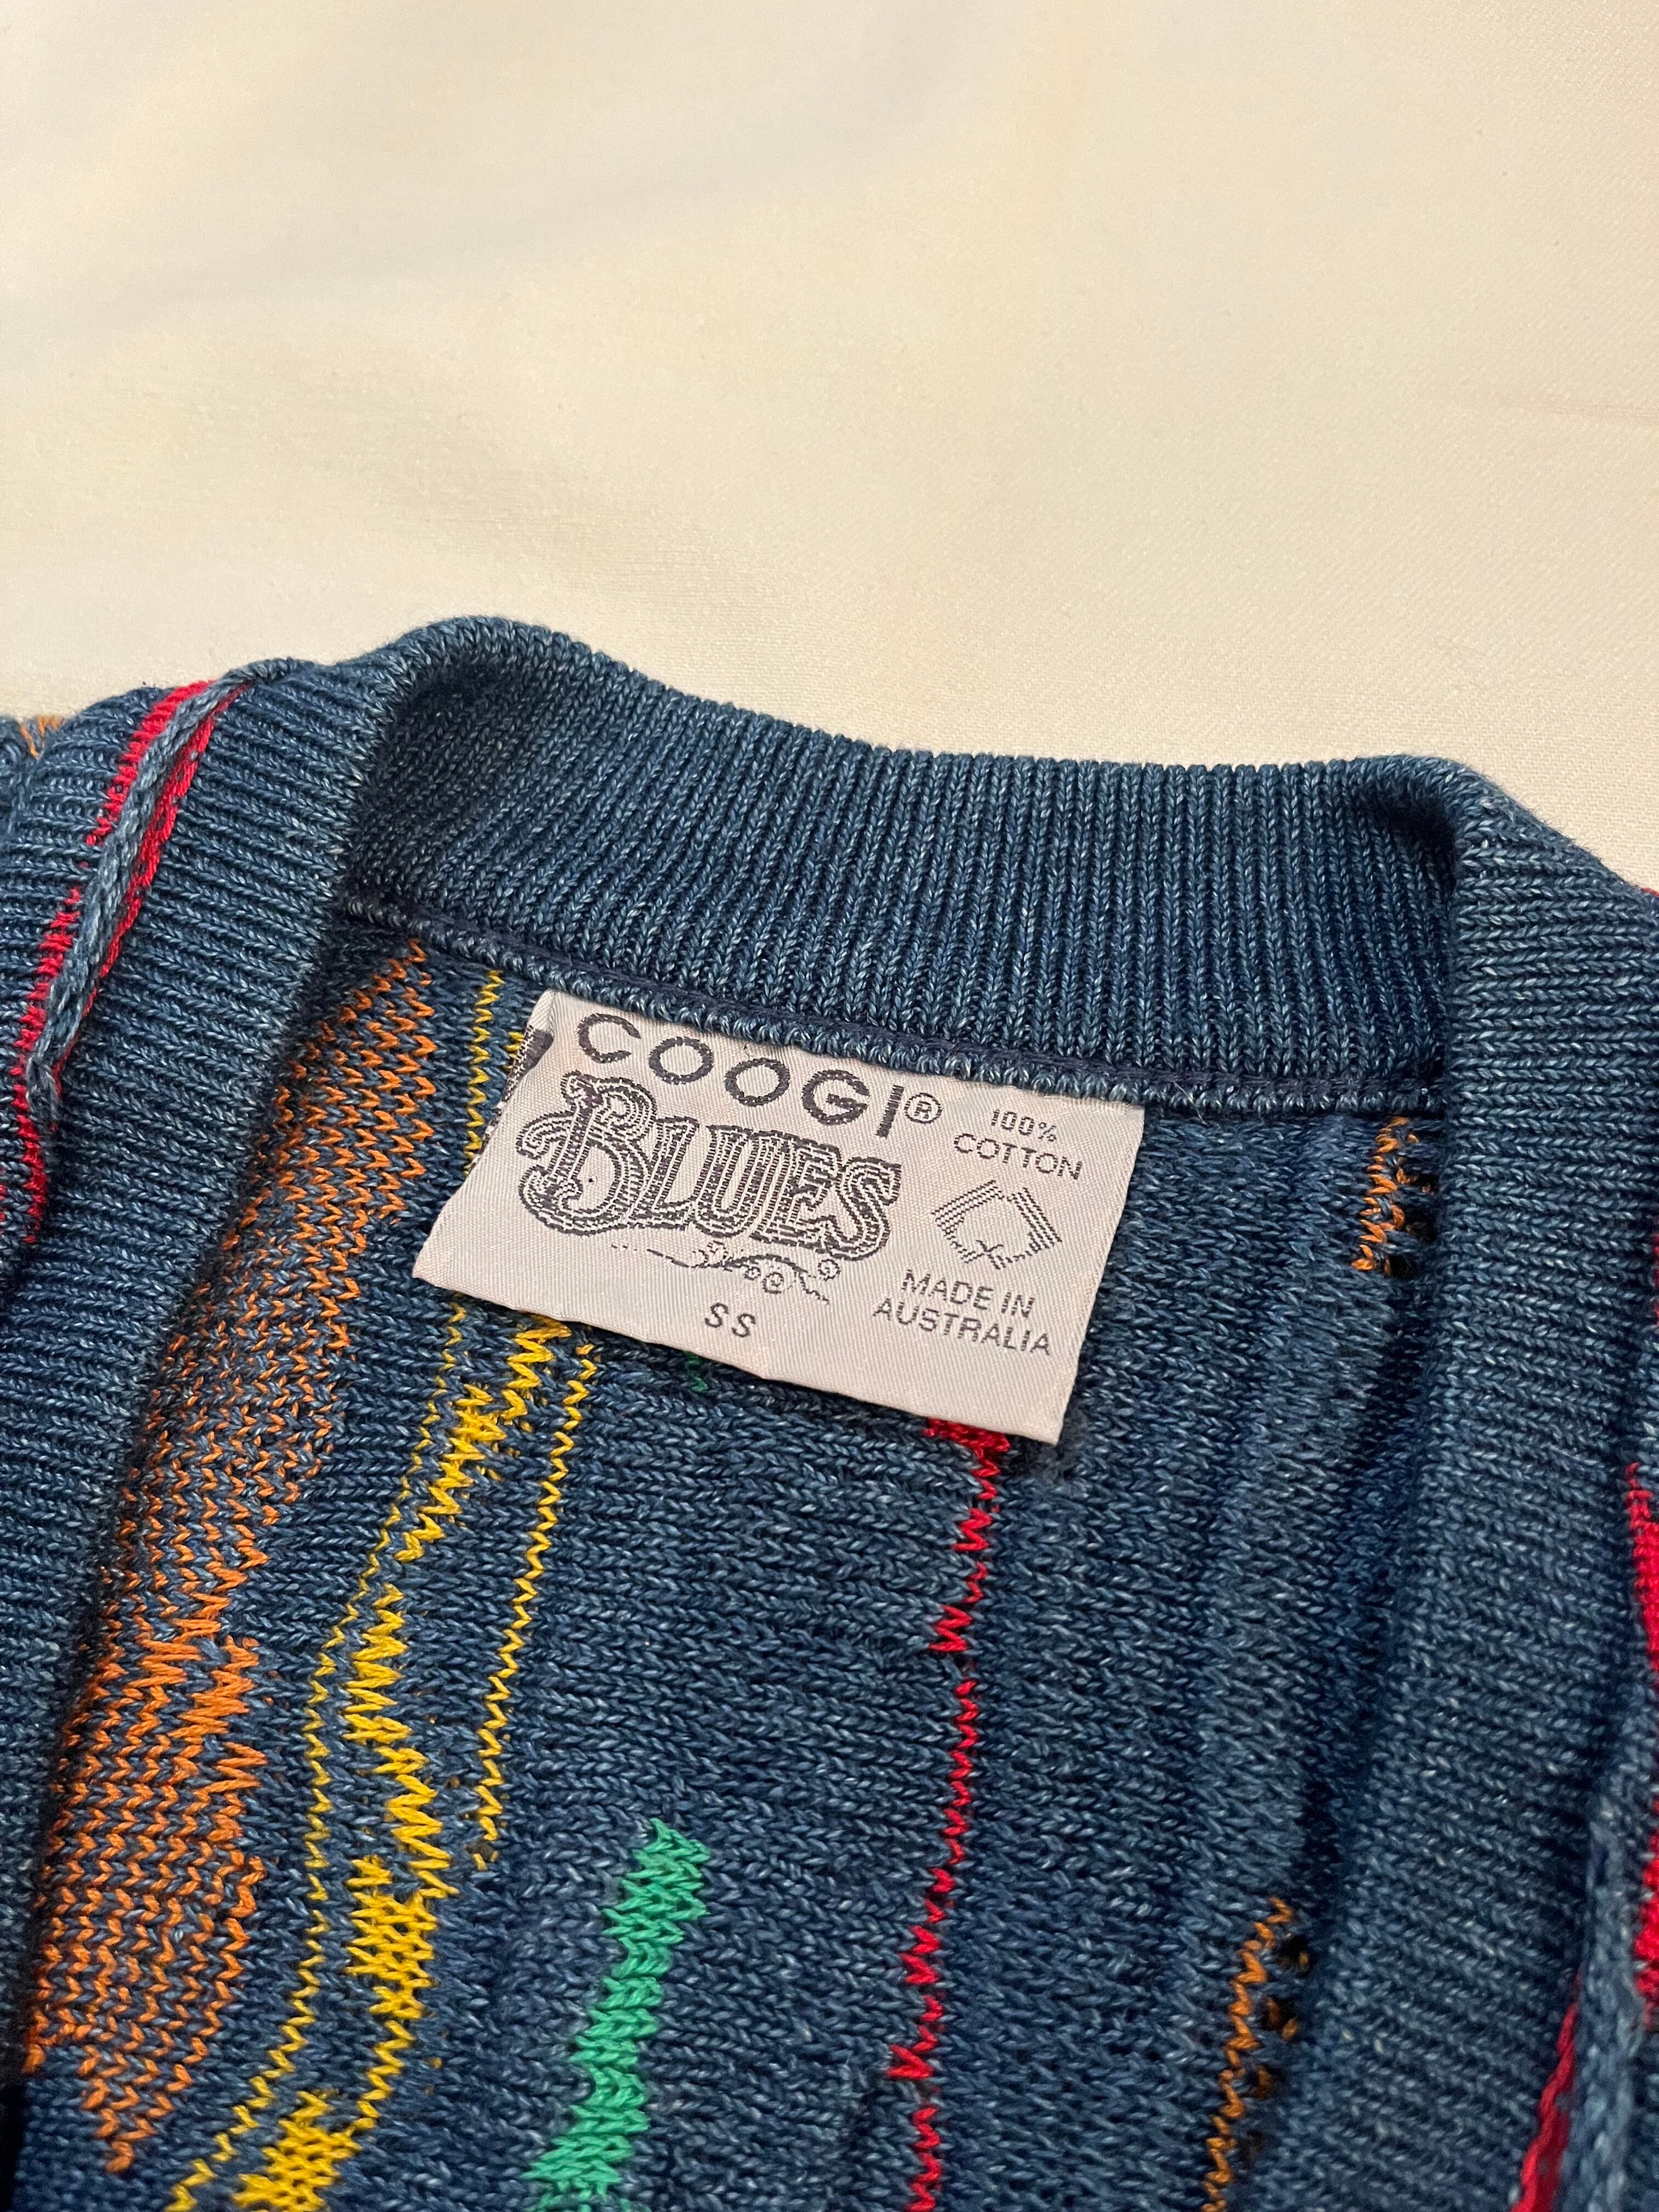 COOGI®
BLUES
SS
100%
COTTON
MADE IN
AUSTRALIA